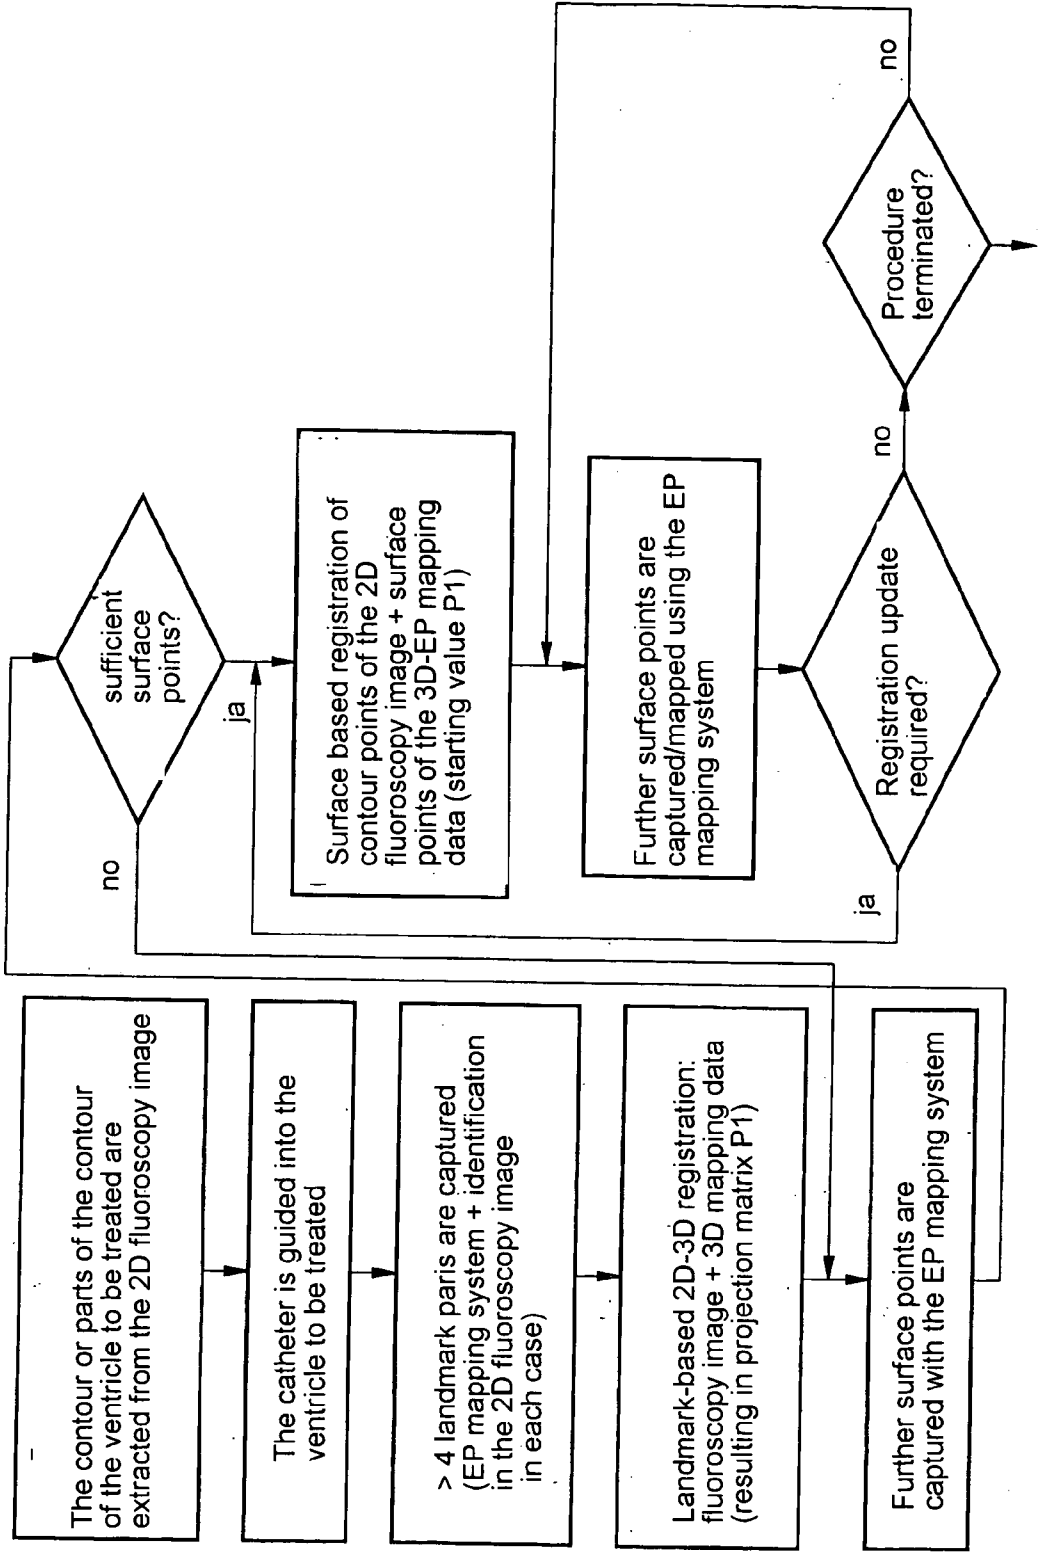 The contour or parts of the contour
of the ventricle to be treated are
extracted from the 2D fluoroscopy image
The catheter is guided into the
ventricle to be treated
> 4 landmark paris are captured
(EP mapping system + identification
in the 2D fluoroscopy image
in each case)
Landmark-based 2D-3D registration:
fluoroscopy image + 3D mapping data
(resulting in projection matrix P1)
Further surface points are
captured with the EP mapping system
sufficient
surface
points?
no
ja
Surface based registration of
contour points of the 2D
fluoroscopy image + surface
points of the 3D-EP mapping
data (starting value P1)
Further surface points are
captured/mapped using the EP
mapping system
Registration update
required?
ja
no
Procedure
terminated?
no